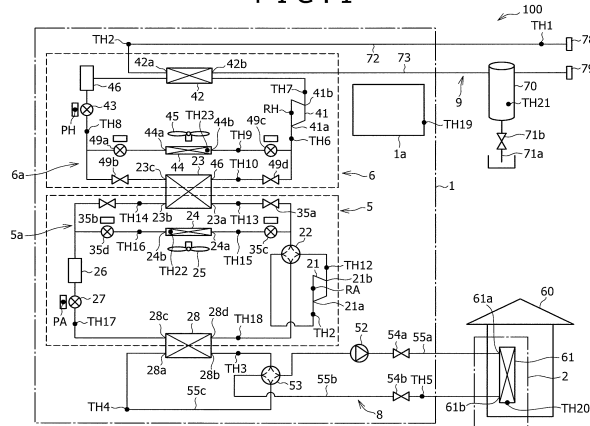 FIG. 1
100
TH2
TH1
78
42a
42b
72
73
79
46
42
TH7
9
70
43
41b
45
TH23
RH
41
TH21
PH
TH8
44a
44b
49c
41a
TH19
49a
TH9
TH6
71b
44
TH10
1a
71a
6a
49b
23c
23
46
49d
6
1
35b
TH14
23b
23a
TH13
35a
5
5a
24
22
35d
TH16
24b
24a
TH15
35c
TH12
TH22
25
21
21b
26
RA
60
27
21a
PA
28d
TH18
TH2
61a
TH17
28c
28
52
54a
55a
61
28a
28b
TH3
53
55b
54b
TH5
2
TH4
55c
8
61b
TH20